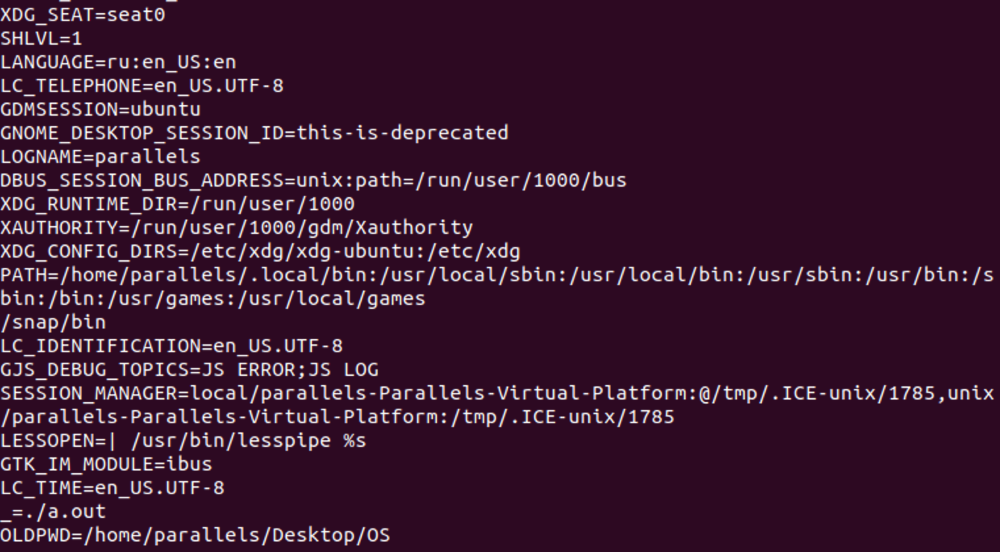 XDG_SEAT=seat0
SHLVL=1
LANGUAGE=ru:en_US:en
LC_TELEPHONE=en_US.UTF-8
GDMSESSION=ubuntu
GNOME_DESKTOP_SESSION_ID=this-is-deprecated
LOGNAME=parallels
DBUS_SESSION_BUS_ADDRESS=unix:path=/run/user/1000/bus
XDG_RUNTIME_DIR=/run/user/1000
XAUTHORITY=/run/user/1000/gdm/Xauthority
XDG_CONFIG_DIRS=/etc/xdg/xdg-ubuntu:/etc/xdg
PATH=/home/parallels/.local/bin:/usr/local/sbin:/usr/local/bin:/usr/sbin:/usr/bin:/s
bin:/bin:/usr/games:/usr/local/games
/snap/bin
LC_IDENTIFICATION=en_US.UTF-8
GJS_DEBUG_TOPICS=JS ERROR;JS LOG
SESSION_MANAGER=local/parallels-Parallels-Virtual-Platform:@/tmp/.ICE-unix/1785,unix
/parallels-Parallels-Virtual-Platform:/tmp/.ICE-unix/1785
LESSOPEN=| /usr/bin/lesspipe %s
GTK_IM_MODULE=ibus
LC_TIME=en_US.UTF-8
_=./a.out
OLDPWD=/home/parallels/Desktop/OS